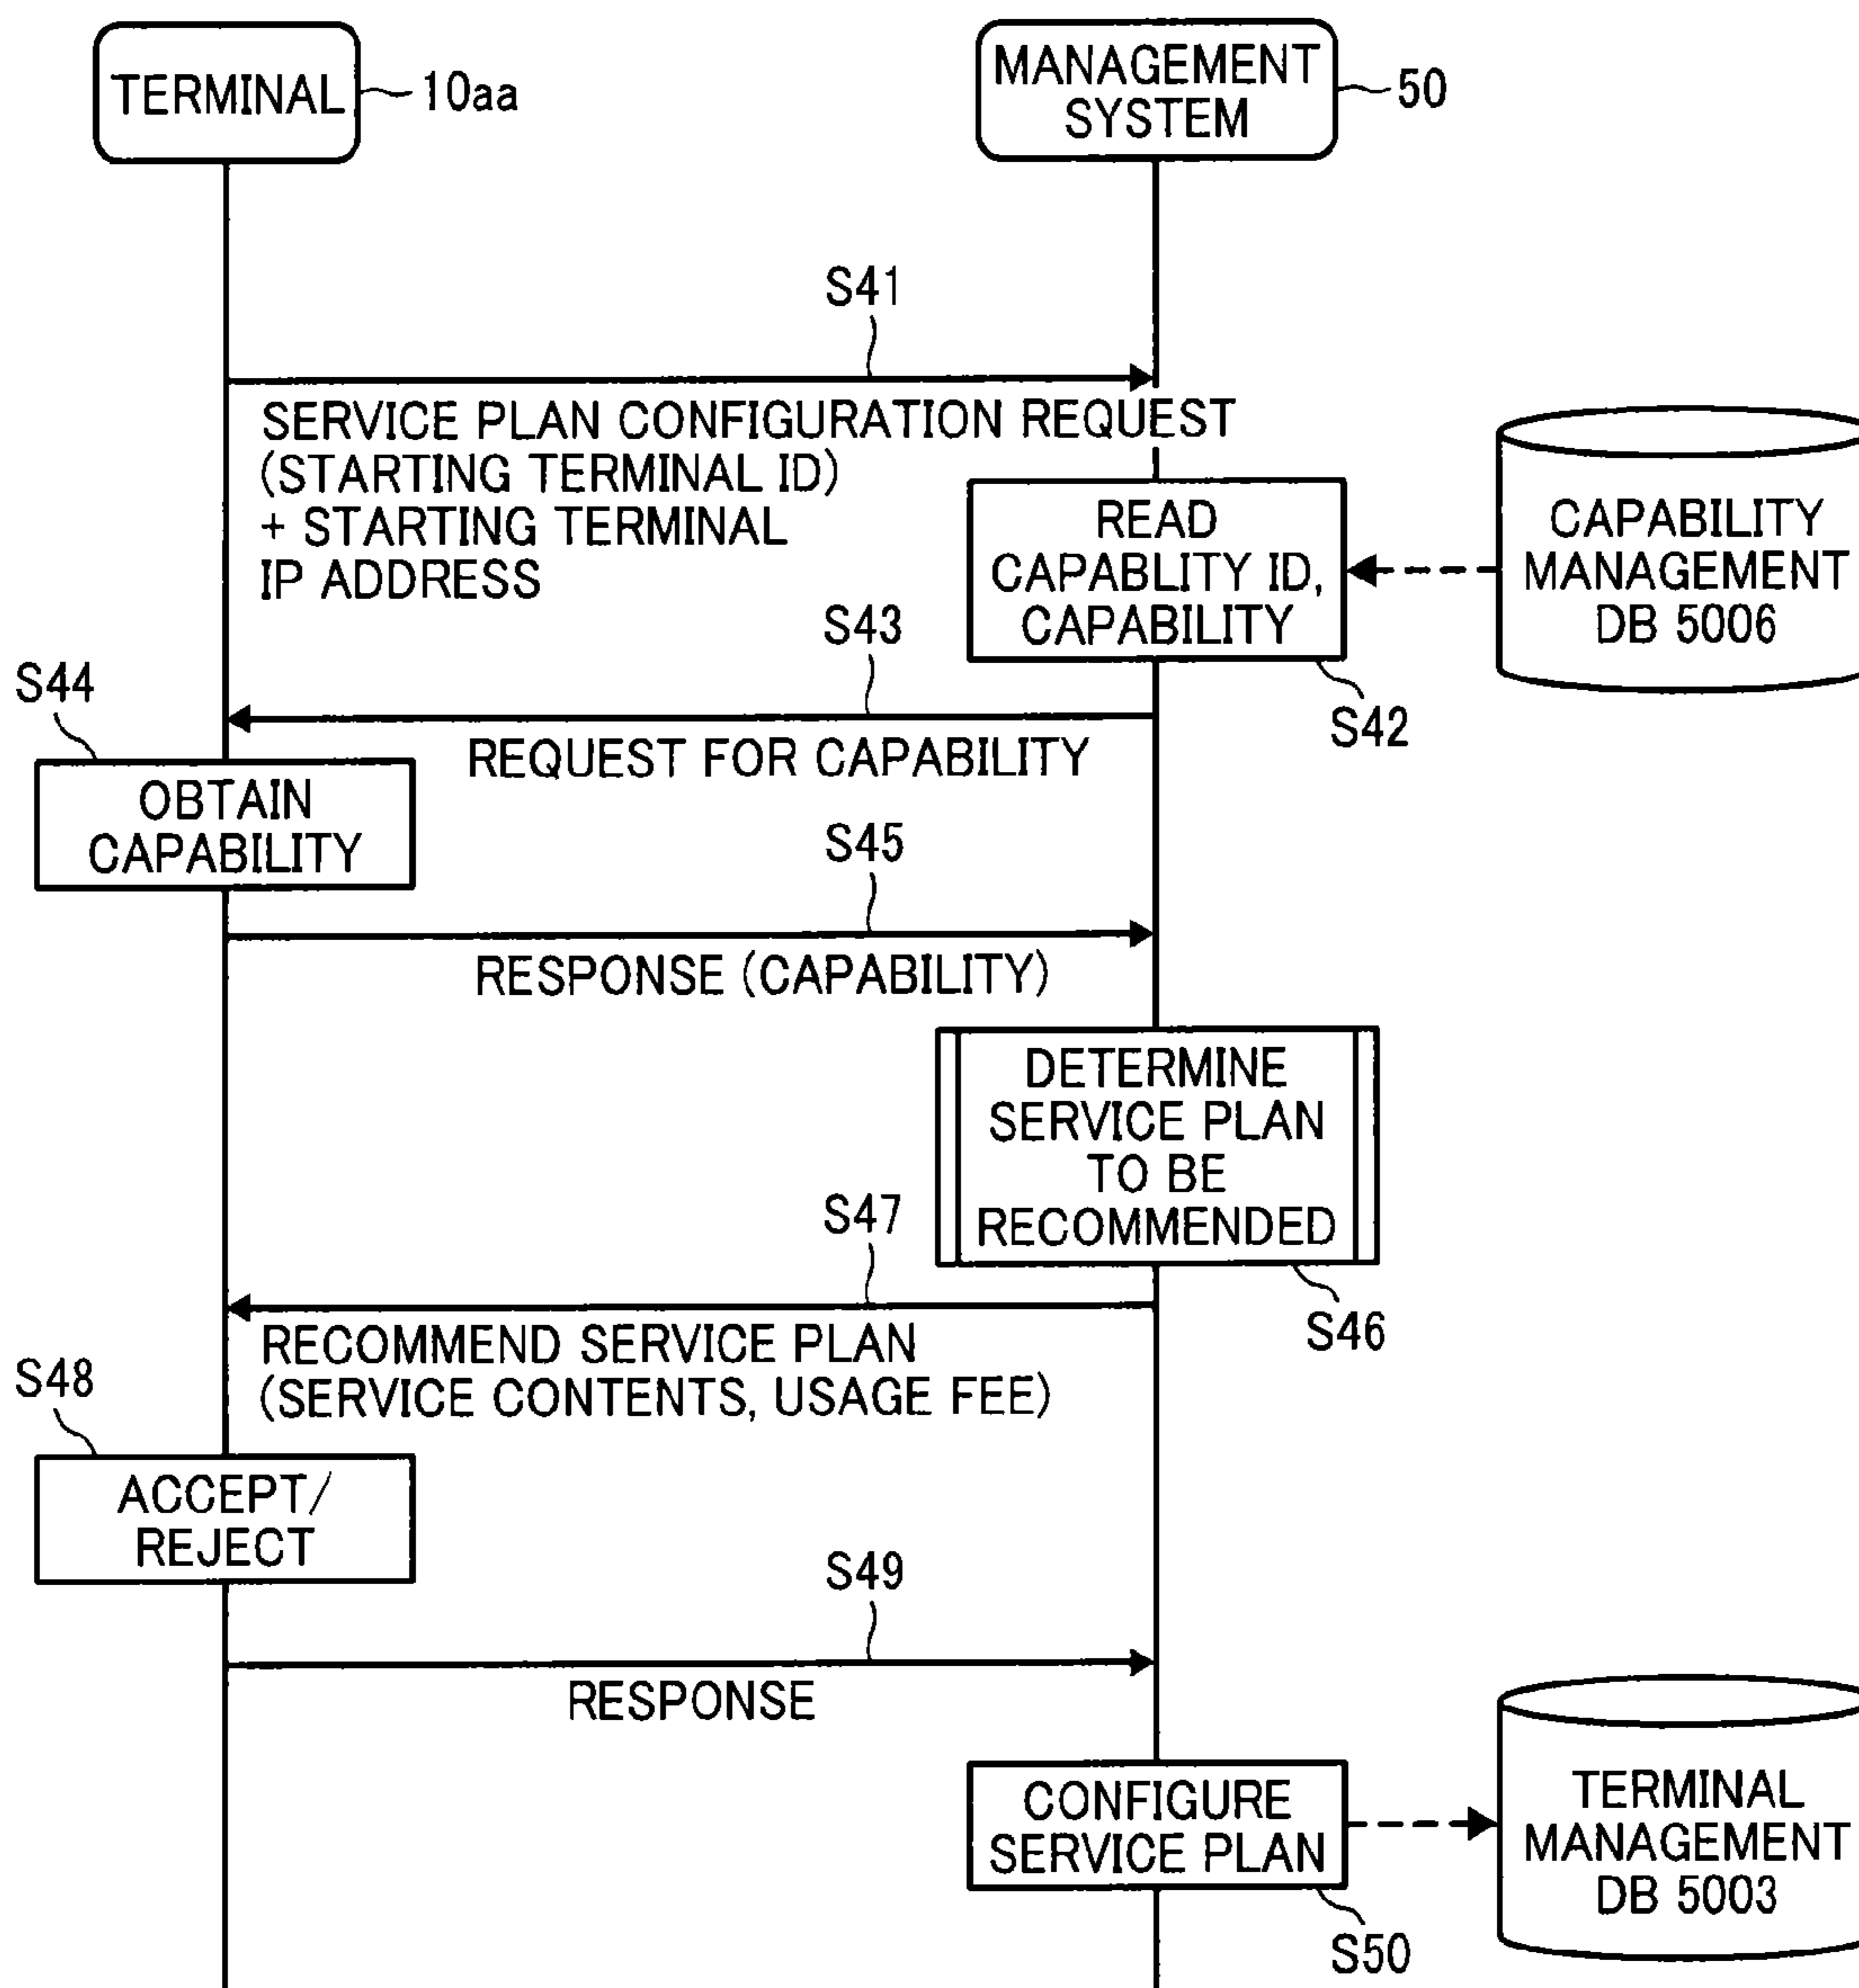 TERMINAL
10aa
MANAGEMENT
SYSTEM
50
S41
SERVICE PLAN CONFIGURATION REQUEST
(STARTING TERMINAL ID)
+ STARTING TERMINAL
IP ADDRESS
READ
CAPABLITY ID,
CAPABILITY
CAPABILITY
MANAGEMENT
DB 5006
S42
S43
REQUEST FOR CAPABILITY
S44
OBTAIN
CAPABILITY
S45
RESPONSE (CAPABILITY)
DETERMINE
SERVICE PLAN
TO BE
RECOMMENDED
S46
S47
RECOMMEND SERVICE PLAN
(SERVICE CONTENTS, USAGE FEE)
S48
ACCEPT/
REJECT
S49
RESPONSE
CONFIGURE
SERVICE PLAN
TERMINAL
MANAGEMENT
DB 5003
S50